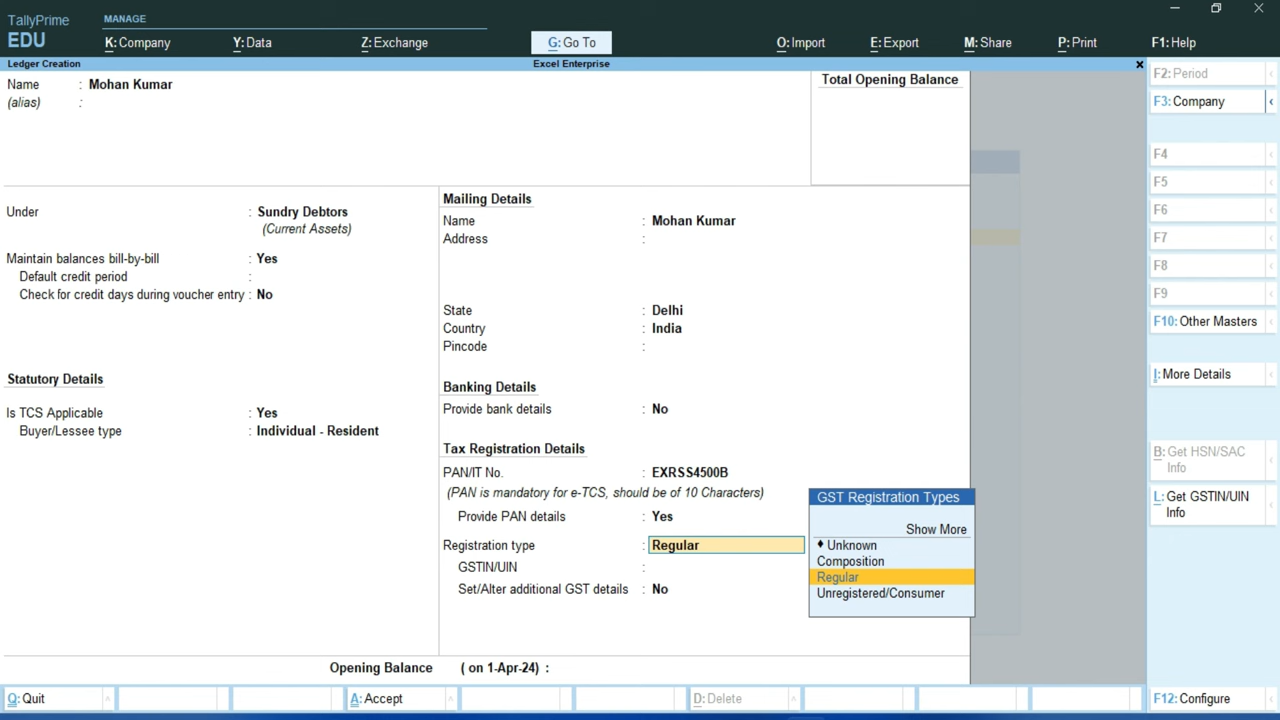 TallyPrime
EDU
MANAGE
K: Company
Y: Data
Z: Exchange
G: Go To
O: Import
E: Export
M: Share
P: Print
F1: Help
Ledger Creation
Excel Enterprise
×
Name : Mohan Kumar
(alias) :
Total Opening Balance
Under : Sundry Debtors
(Current Assets)
Maintain balances bill-by-bill : Yes
Default credit period :
Check for credit days during voucher entry : No
Statutory Details
Is TCS Applicable : Yes
Buyer/Lessee type : Individual - Resident
Mailing Details
Name : Mohan Kumar
Address :
State : Delhi
Country : India
Pincode :
Banking Details
Provide bank details : No
Tax Registration Details
PAN/IT No. : EXRSS4500B
(PAN is mandatory for e-TCS, should be of 10 Characters)
Provide PAN details : Yes
Registration type : Regular
GSTIN/UIN :
Set/Alter additional GST details : No
GST Registration Types
Show More
♦ Unknown
Composition
Regular
Unregistered/Consumer
Opening Balance ( on 1-Apr-24) :
F2: Period
F3: Company
F4
F5
F6
F7
F8
F9
F10: Other Masters
I: More Details
B: Get HSN/SAC
Info
L: Get GSTIN/UIN
Info
Q: Quit
A: Accept
D: Delete
F12: Configure